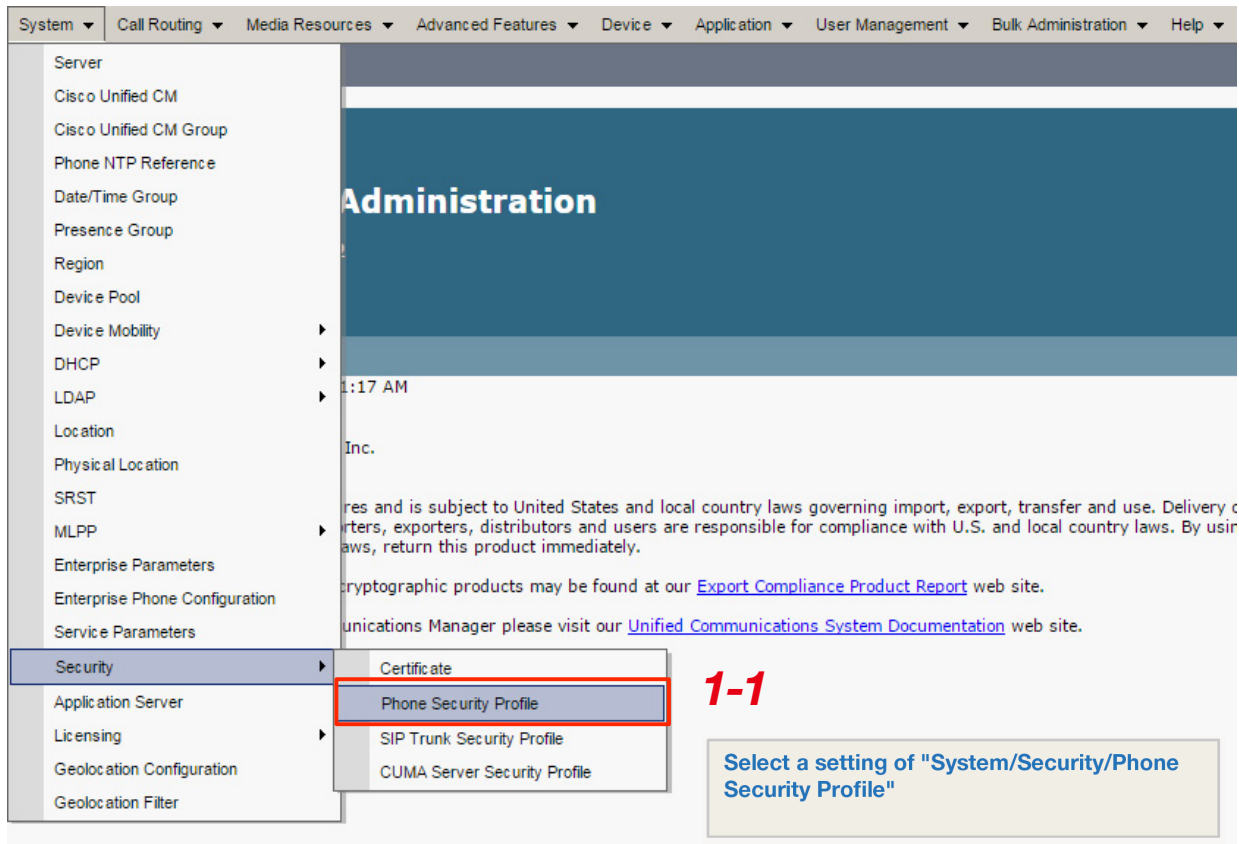 System Call Routing Media Resources Advanced Features Device Application User Management Bulk Administration Help
Server
Cisco Unified CM
Cisco Unified CM Group
Phone NTP Reference
Date/Time Group
Presence Group
Region
Device Pool
Device Mobility
DHCP
LDAP
Location
Physical Location
SRST
MLPP
Enterprise Parameters
Enterprise Phone Configuration
Service Parameters
Security
Application Server
Licensing
Geolocation Configuration
Geolocation Filter
Certificate
Phone Security Profile
SIP Trunk Security Profile
CUMA Server Security Profile
Administration
1:17 AM
Inc.
res and is subject to United States and local country laws governing import, export, transfer and use. Delivery
rters, exporters, distributors and users are responsible for compliance with U.S. and local country laws. By usin
aws, return this product immediately.
cryptographic products may be found at our Export Compliance Product Report web site.
unications Manager please visit our Unified Communications System Documentation web site.
1-1
Select a setting of "System/Security/Phone
Security Profile"